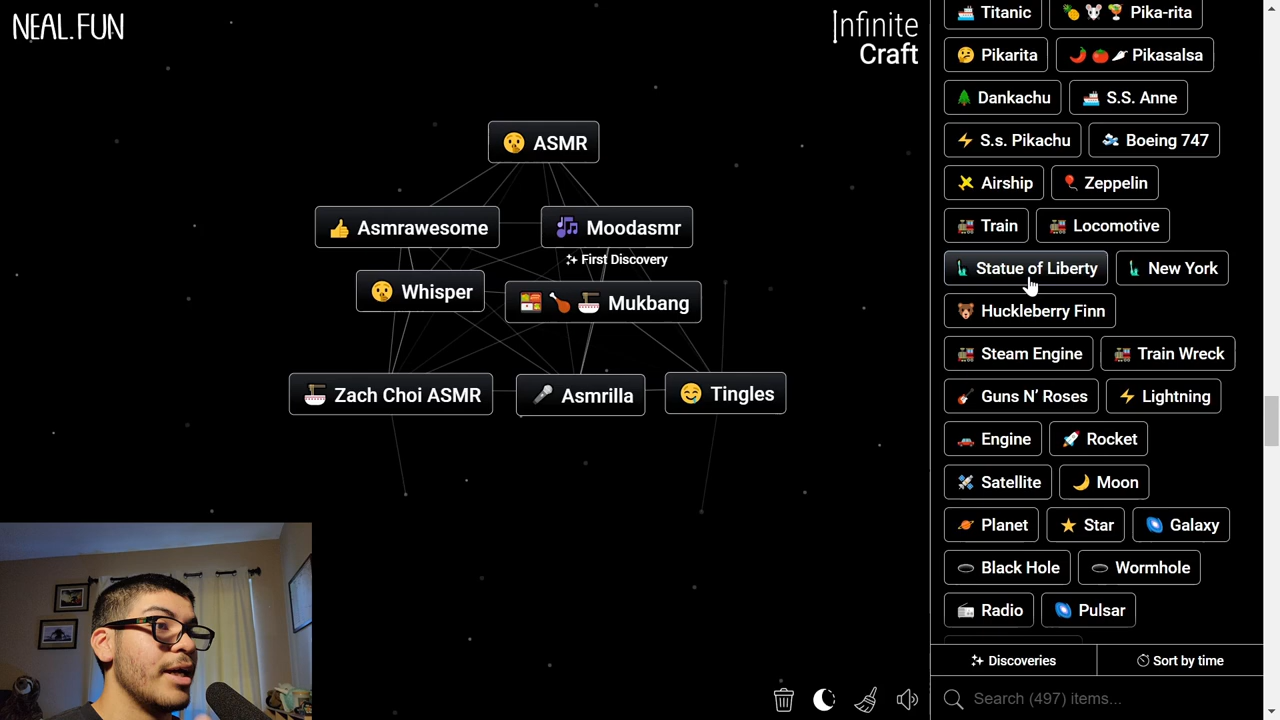 NEAL.FUN
Infinite
Craft
ASMR
Asmrawesome
Moodasmr
First Discovery
Whisper
Mukbang
Zach Choi ASMR
Asmrilla
Tingles
Titanic
Pika-rita
Pikarita
Pikasalsa
Dankachu
S.S. Anne
S.s. Pikachu
Boeing 747
Airship
Zeppelin
Train
Locomotive
Statue of Liberty
New York
Huckleberry Finn
Steam Engine
Train Wreck
Guns N’ Roses
Lightning
Engine
Rocket
Satellite
Moon
Planet
Star
Galaxy
Black Hole
Wormhole
Radio
Pulsar
Discoveries
Sort by time
Search (497) items...